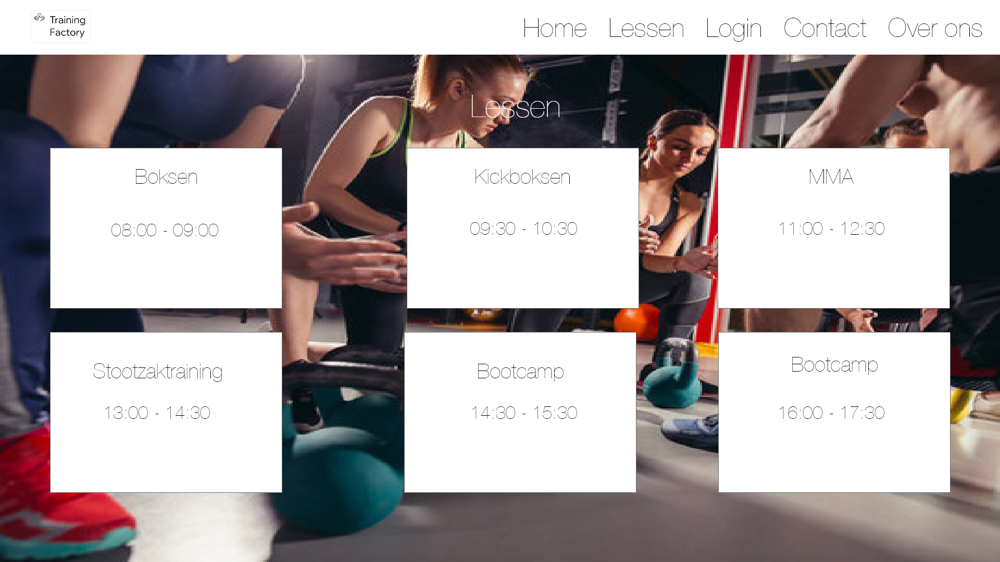 Training
Factory
Home Lessen Login Contact Over ons
Lessen
Boksen
08:00 - 09:00
Kickboksen
09:30 - 10:30
MMA
11:00 - 12:30
Stootzaktraining
13:00 - 14:30
Bootcamp
14:30 - 15:30
Bootcamp
16:00 - 17:30